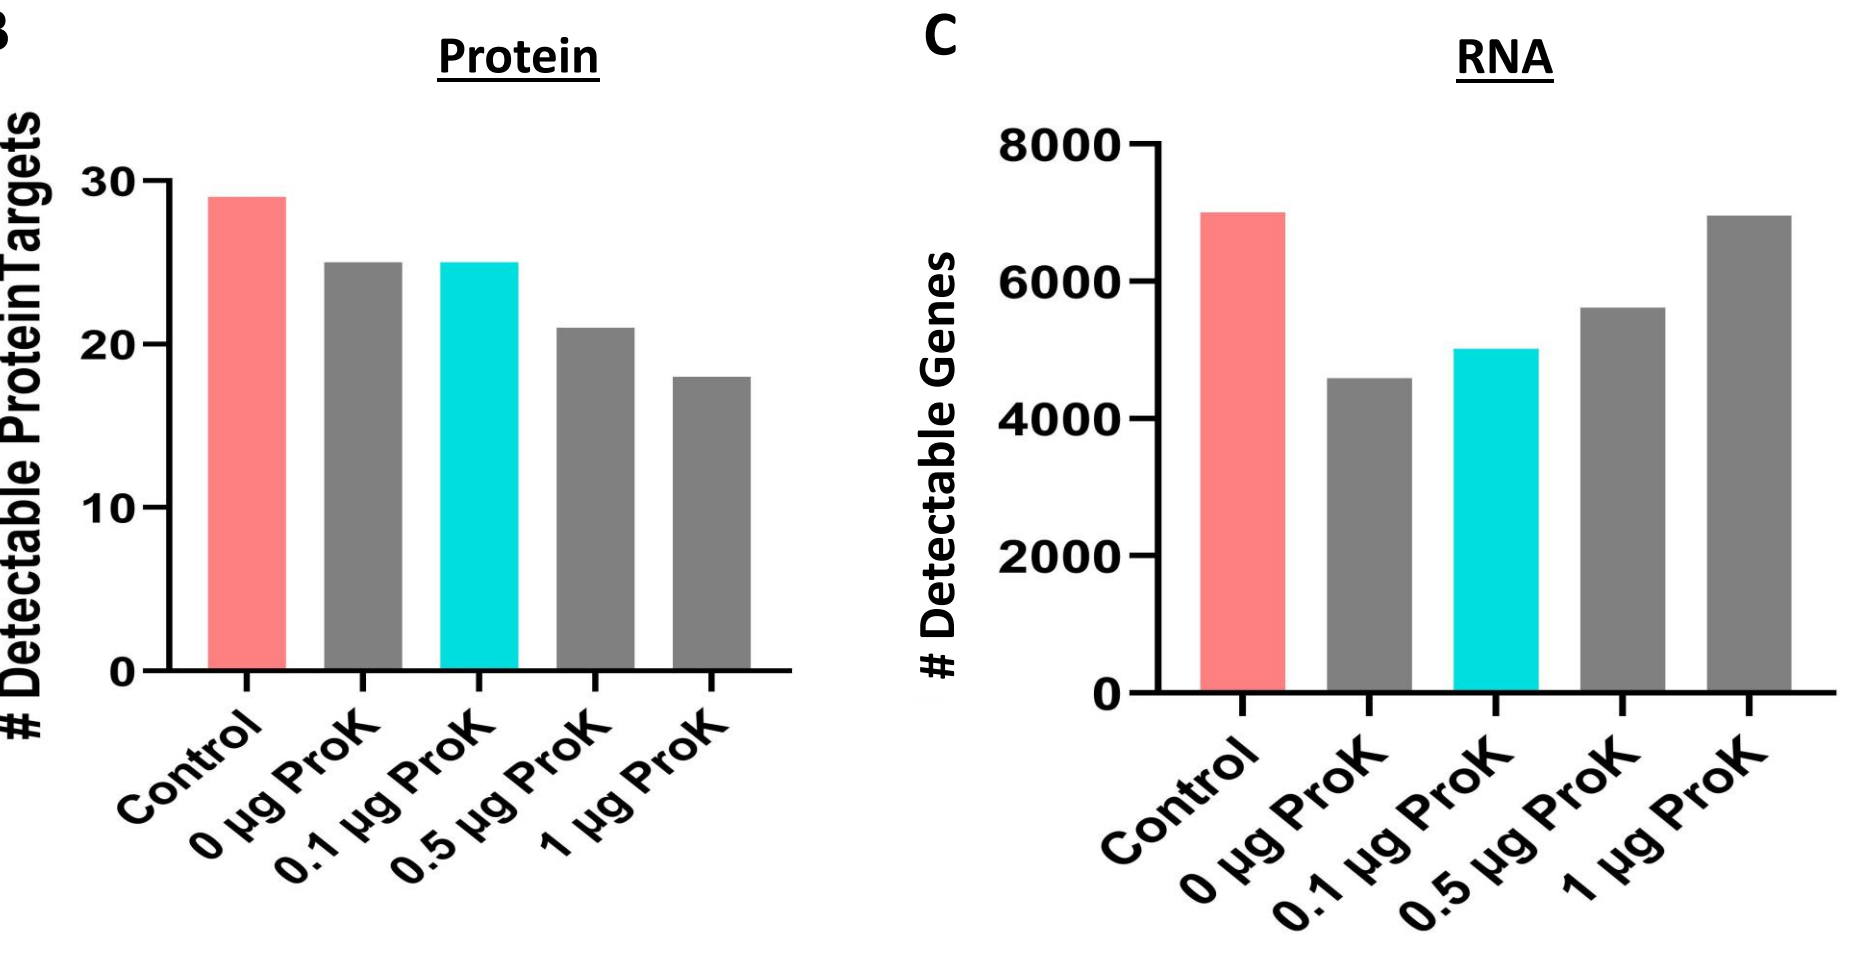 B
Protein
# Detectable ProteinTargets
30
20
10
0
Control
0 µg ProK
0.1 µg ProK
0.5 µg ProK
1 µg ProK
C
RNA
# Detectable Genes
8000
6000
4000
2000
0
Control
0 µg ProK
0.1 µg ProK
0.5 µg ProK
1 µg ProK